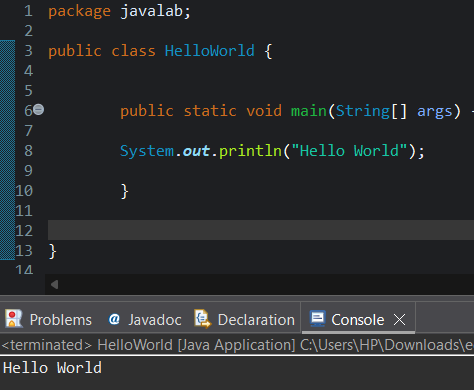 1 package javalab;
2
3 public class HelloWorld {
4
5
6 public static void main(String[] args) {
7
8 System.out.println("Hello World");
9
10 }
11
12
13 }
14
Problems @ Javadoc Declaration Console
<terminated> HelloWorld [Java Application] C:\Users\HP\Downloads\e
Hello World